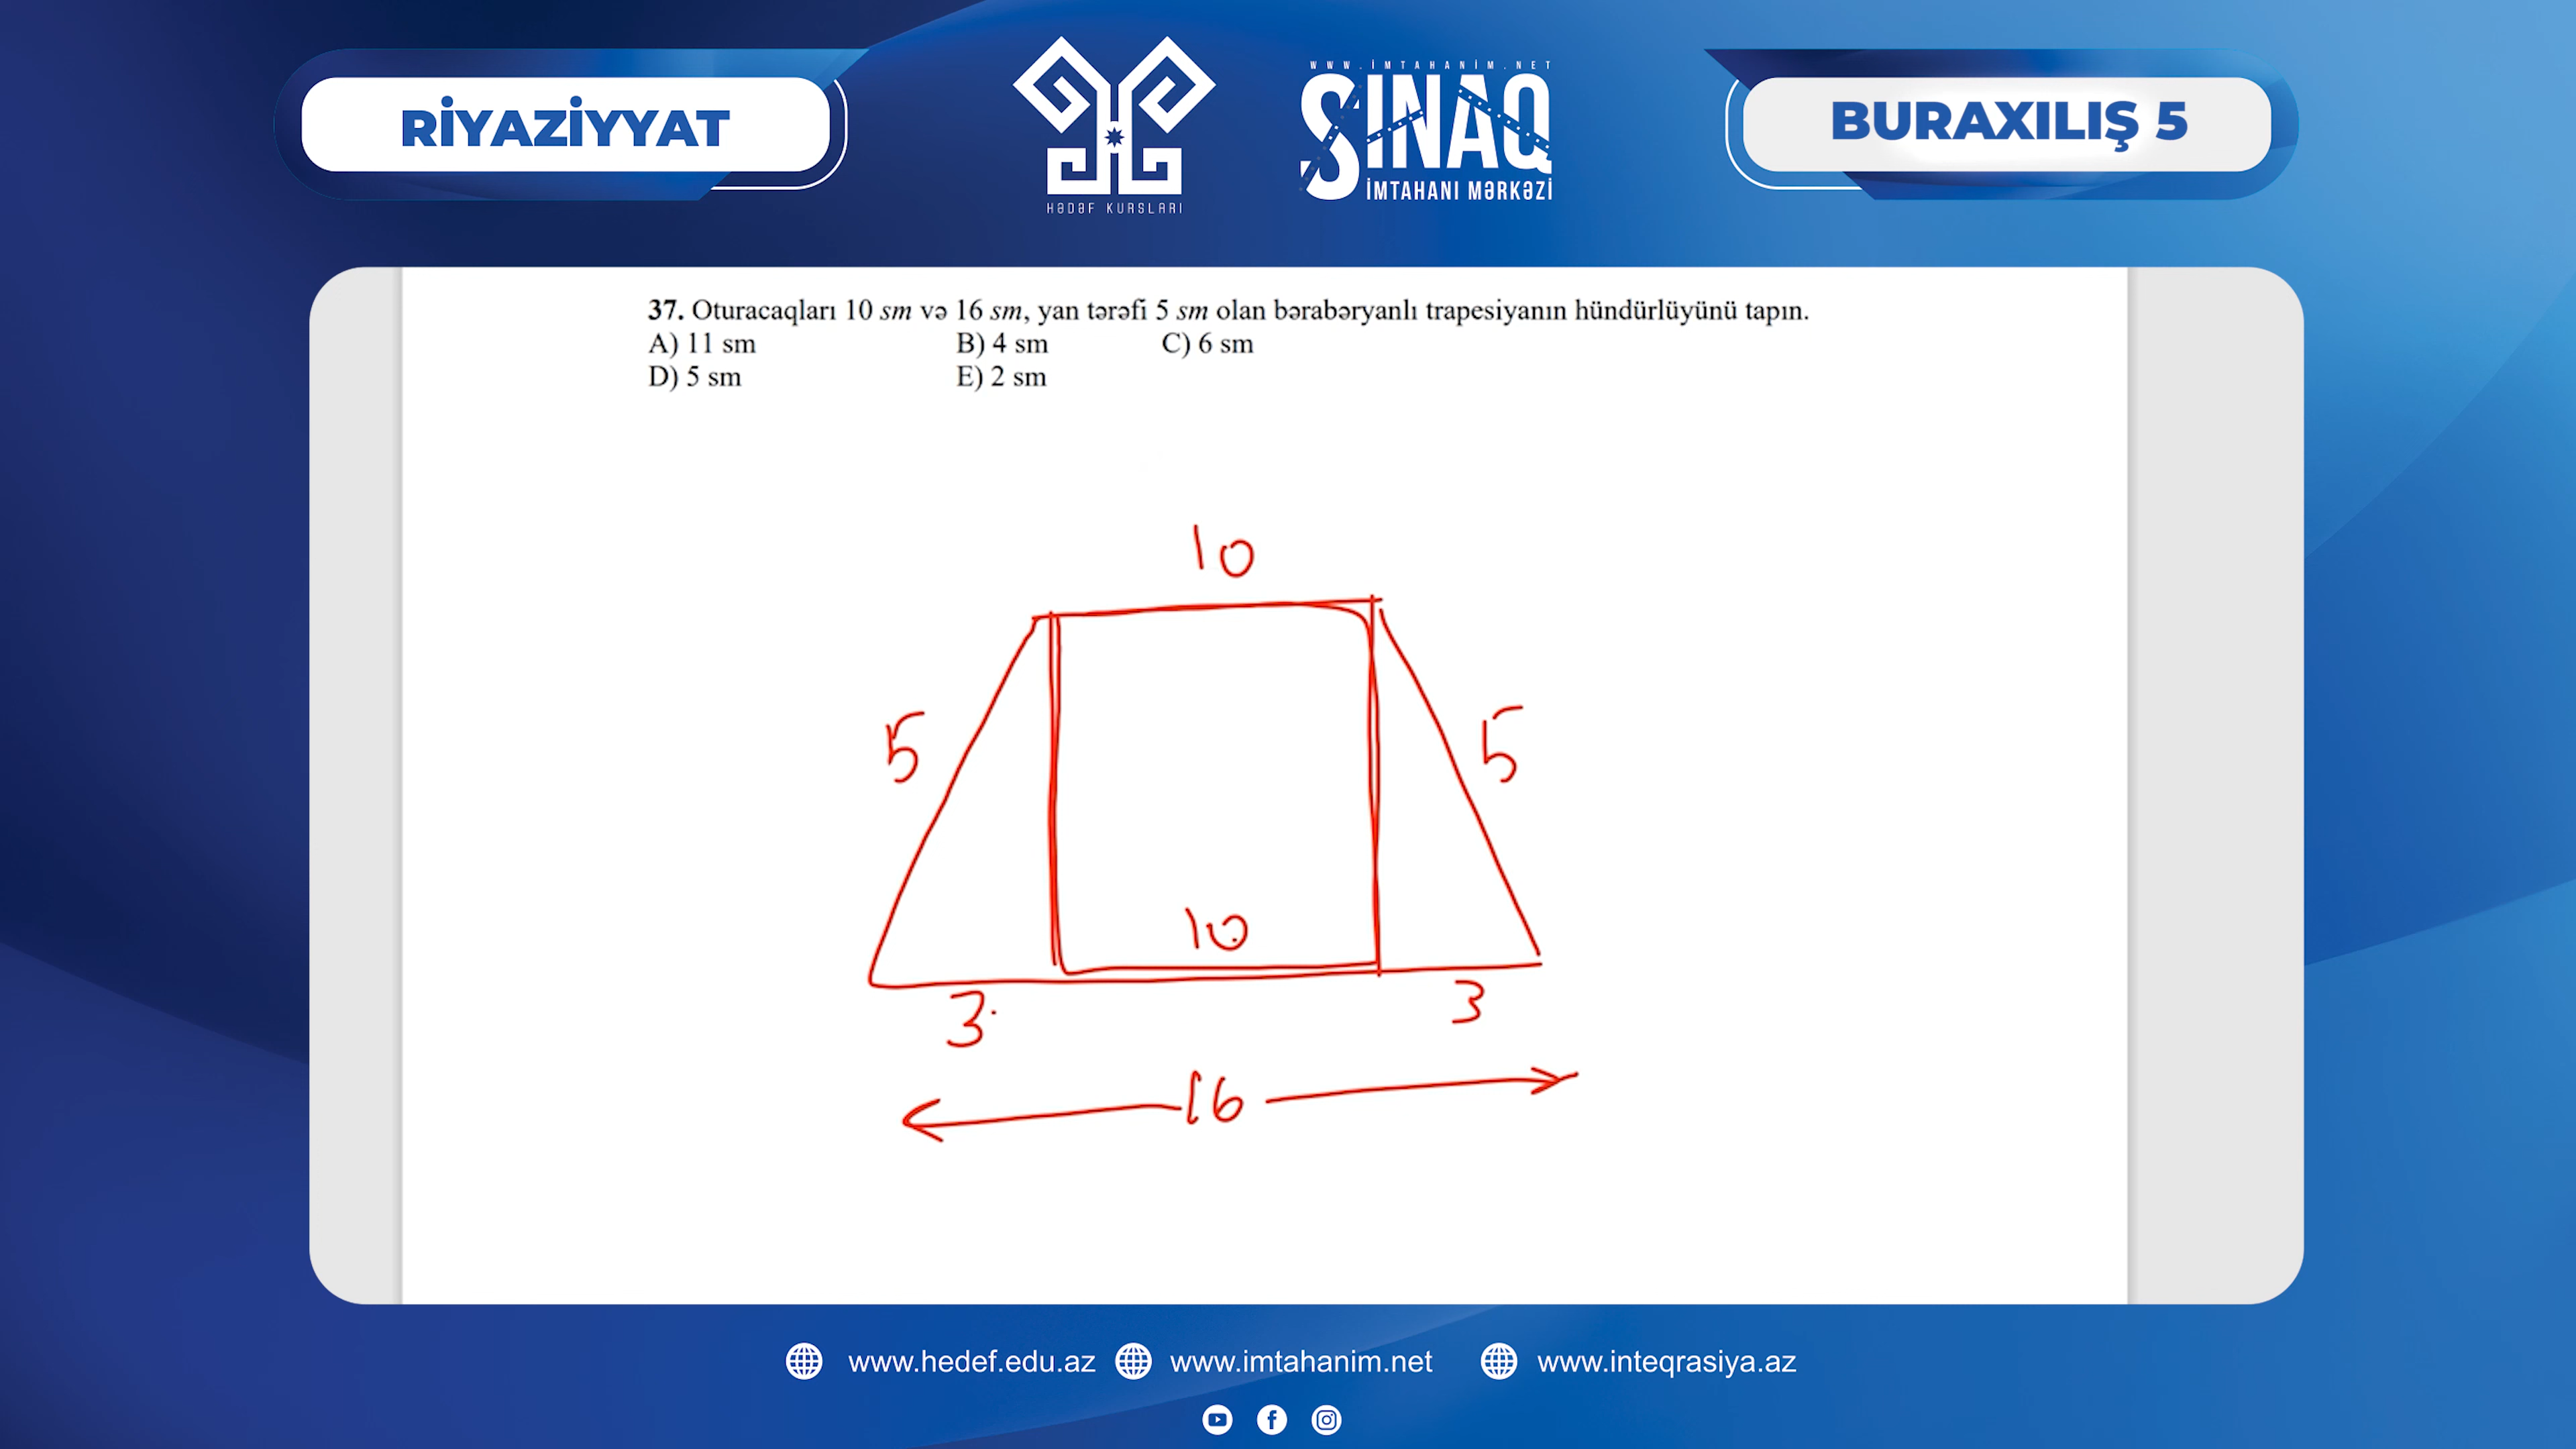 RİYAZİYYAT
HƏDƏF KURSLARI
WWW.İMTAHANİM.NET
SINAQ
İMTAHANI MƏRKƏZİ
BURAXILIŞ 5
37. Oturacaqları 10 sm və 16 sm, yan tərəfi 5 sm olan bərabəryanlı trapesiyanın hündürlüyünü tapın.
A) 11 sm B) 4 sm C) 6 sm
D) 5 sm E) 2 sm
10
5 5
10
3 3
16
www.hedef.edu.az www.imtahanim.net www.inteqrasiya.az